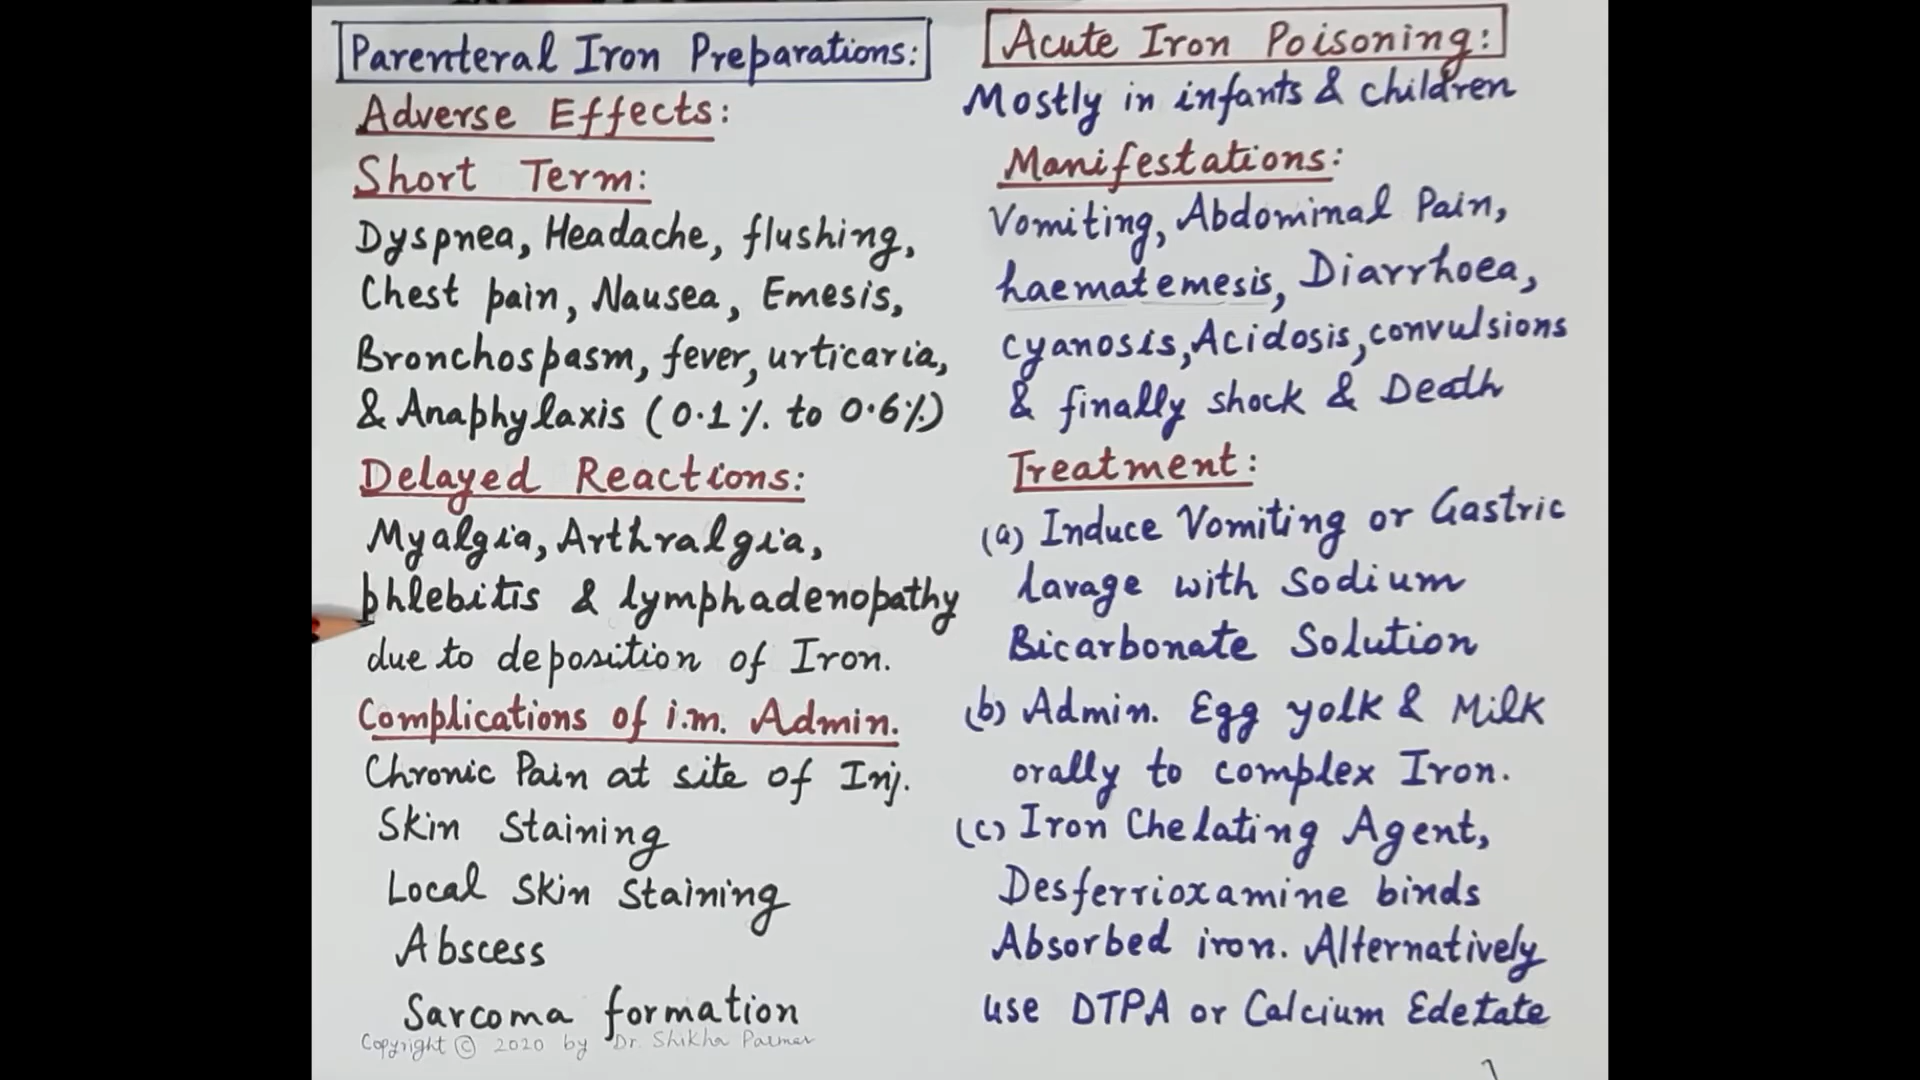 Parenteral Iron Preparations:
Adverse Effects:
Short Term:
Dyspnea, Headache, flushing,
Chest pain, Nausea, Emesis,
Bronchospasm, fever, urticaria,
& Anaphylaxis (0.1%. to 0.6%)
Delayed Reactions:
Myalgia, Arthralgia,
phlebitis & lymphadenopathy
due to deposition of Iron.
Complications of i.m. Admin.
Chronic Pain at site of Inj.
Skin Staining
Local Skin Staining
Abscess
Sarcoma formation
Copyright © 2020 by Dr. Shikha Parmar
Acute Iron Poisoning:
Mostly in infants & children
Manifestations:
Vomiting, Abdominal Pain,
haematemesis, Diarrhoea,
cyanosis, Acidosis, convulsions
& finally shock & Death
Treatment:
(a) Induce Vomiting or Gastric
lavage with Sodium
Bicarbonate Solution
(b) Admin. Egg yolk & Milk
orally to complex Iron.
(c) Iron Chelating Agent,
Desferrioxamine binds
Absorbed iron. Alternatively
use DTPA or Calcium Edetate